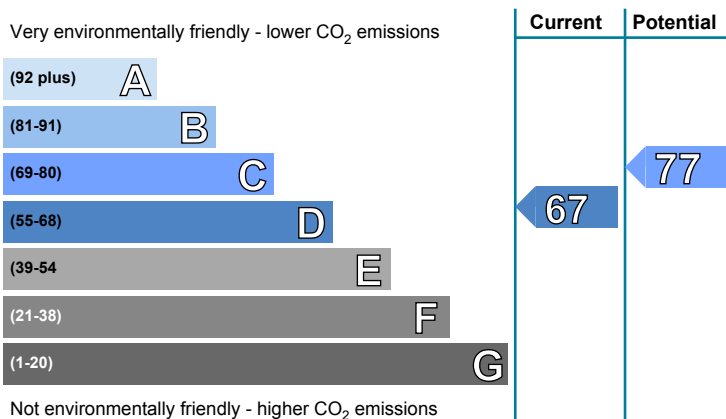 Very environmentally friendly - lower CO2 emissions
Current
Potential
(92 plus) A
(81-91) B
(69-80) C
(55-68) D
(39-54 E
(21-38) F
(1-20) G
67
77
Not environmentally friendly - higher CO2 emissions